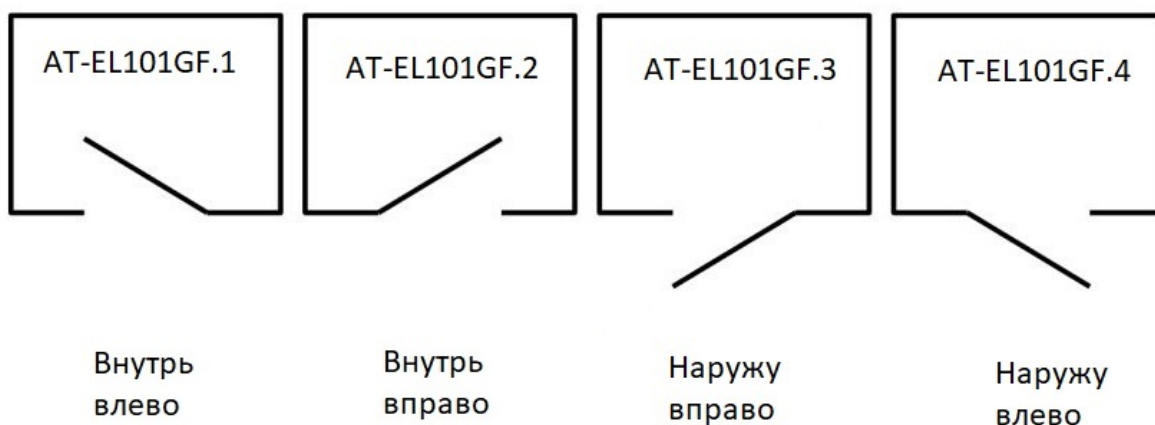 AT-EL101GF.1
AT-EL101GF.2
AT-EL101GF.3
AT-EL101GF.4
Внутрь
влево
Внутрь
вправо
Наружу
вправо
Наружу
влево